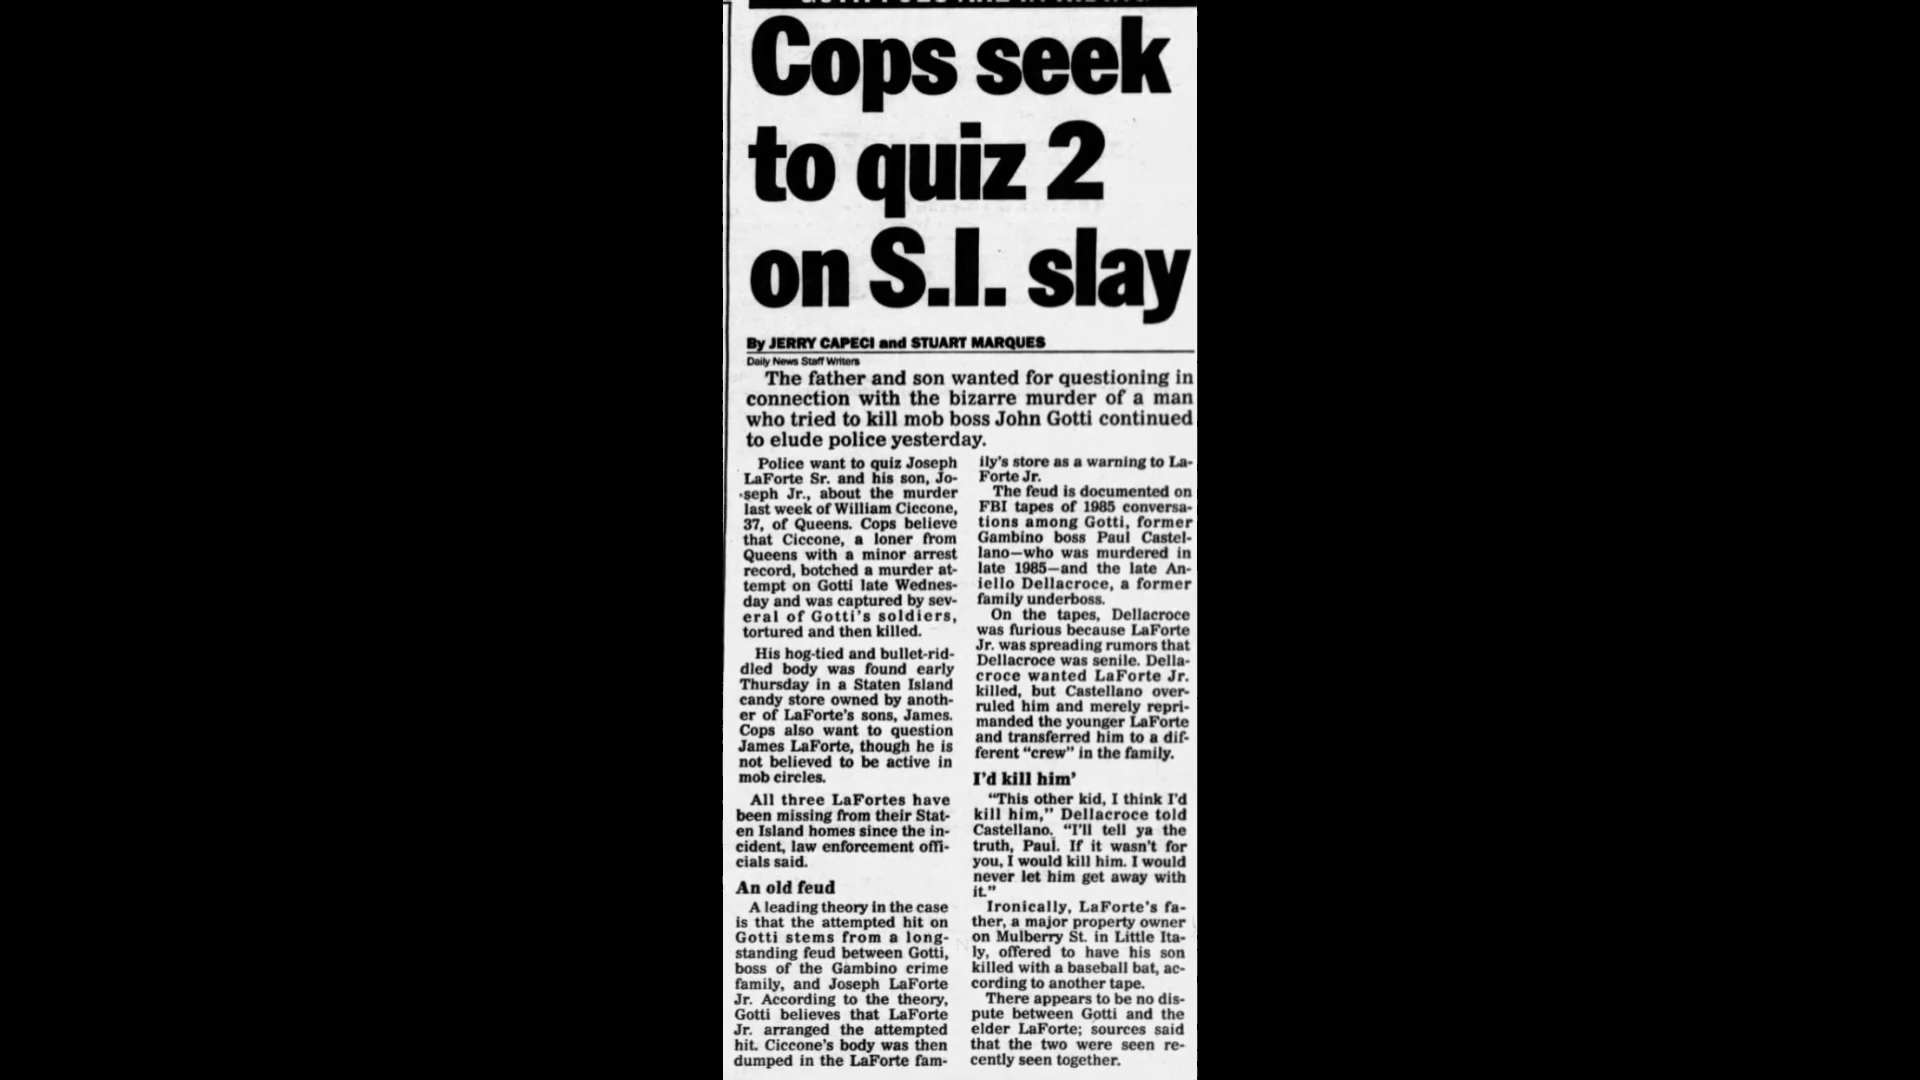 Cops seek
to quiz 2
on S.I. slay
By JERRY CAPECI and STUART MARQUES
Daily News Staff Writers
The father and son wanted for questioning in
connection with the bizarre murder of a man
who tried to kill mob boss John Gotti continued
to elude police yesterday.
Police want to quiz Joseph
LaForte Sr. and his son, Jo-
seph Jr., about the murder
last week of William Ciccone,
37, of Queens. Cops believe
that Ciccone, a loner from
Queens with a minor arrest
record, botched a murder at-
tempt on Gotti late Wednes-
day and was captured by sev-
eral of Gotti's soldiers,
tortured and then killed.
His hog-tied and bullet-rid-
dled body was found early
Thursday in a Staten Island
candy store owned by anoth-
er of LaForte's sons, James.
Cops also want to question
James LaForte, though he is
not believed to be active in
mob circles.
All three LaFortes have
been missing from their Stat-
en Island homes since the in-
cident, law enforcement offi-
cials said.
An old feud
A leading theory in the case
is that the attempted hit on
Gotti stems from a long-
standing feud between Gotti,
boss of the Gambino crime
family, and Joseph LaForte
Jr. According to the theory,
Gotti believes that LaForte
Jr. arranged the attempted
hit. Ciccone's body was then
dumped in the LaForte fam-
ily's store as a warning to La-
Forte Jr.
The feud is documented on
FBI tapes of 1985 conversa-
tions among Gotti, former
Gambino boss Paul Castel-
lano—who was murdered in
late 1985—and the late An-
iello Dellacroce, a former
family underboss.
On the tapes, Dellacroce
was furious because LaForte
Jr. was spreading rumors that
Dellacroce was senile. Della-
croce wanted LaForte Jr.
killed, but Castellano over-
ruled him and merely repri-
manded the younger LaForte
and transferred him to a dif-
ferent “crew” in the family.
I'd kill him’
“This other kid, I think I'd
kill him,” Dellacroce told
Castellano. “I'll tell ya the
truth, Paul. If it wasn't for
you, I would kill him. I would
never let him get away with
it.”
Ironically, LaForte's fa-
ther, a major property owner
on Mulberry St. in Little Ita-
ly, offered to have his son
killed with a baseball bat, ac-
cording to another tape.
There appears to be no dis-
pute between Gotti and the
elder LaForte; sources said
that the two were seen re-
cently seen together.